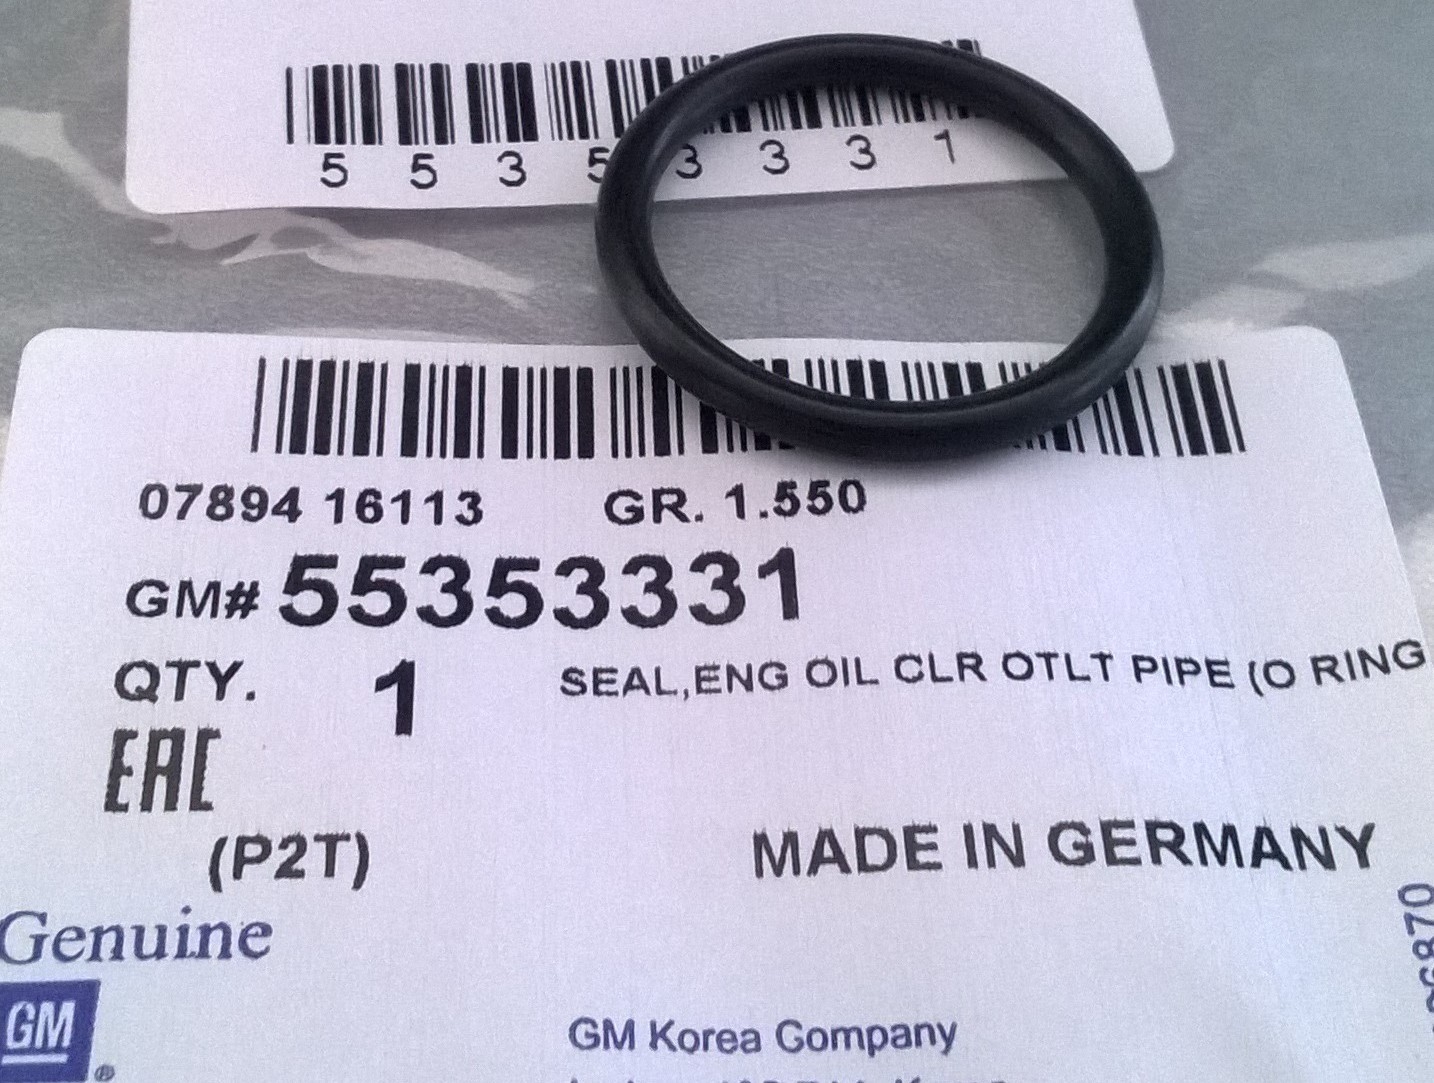 5 5 3 5 3 3 3 1
07894 16113 GR. 1.550
GM# 55353331
QTY. 1 SEAL,ENG OIL CLR OTLT PIPE (O RING
EAC
(P2T)
MADE IN GERMANY
Genuine
GM
®
GM Korea Company